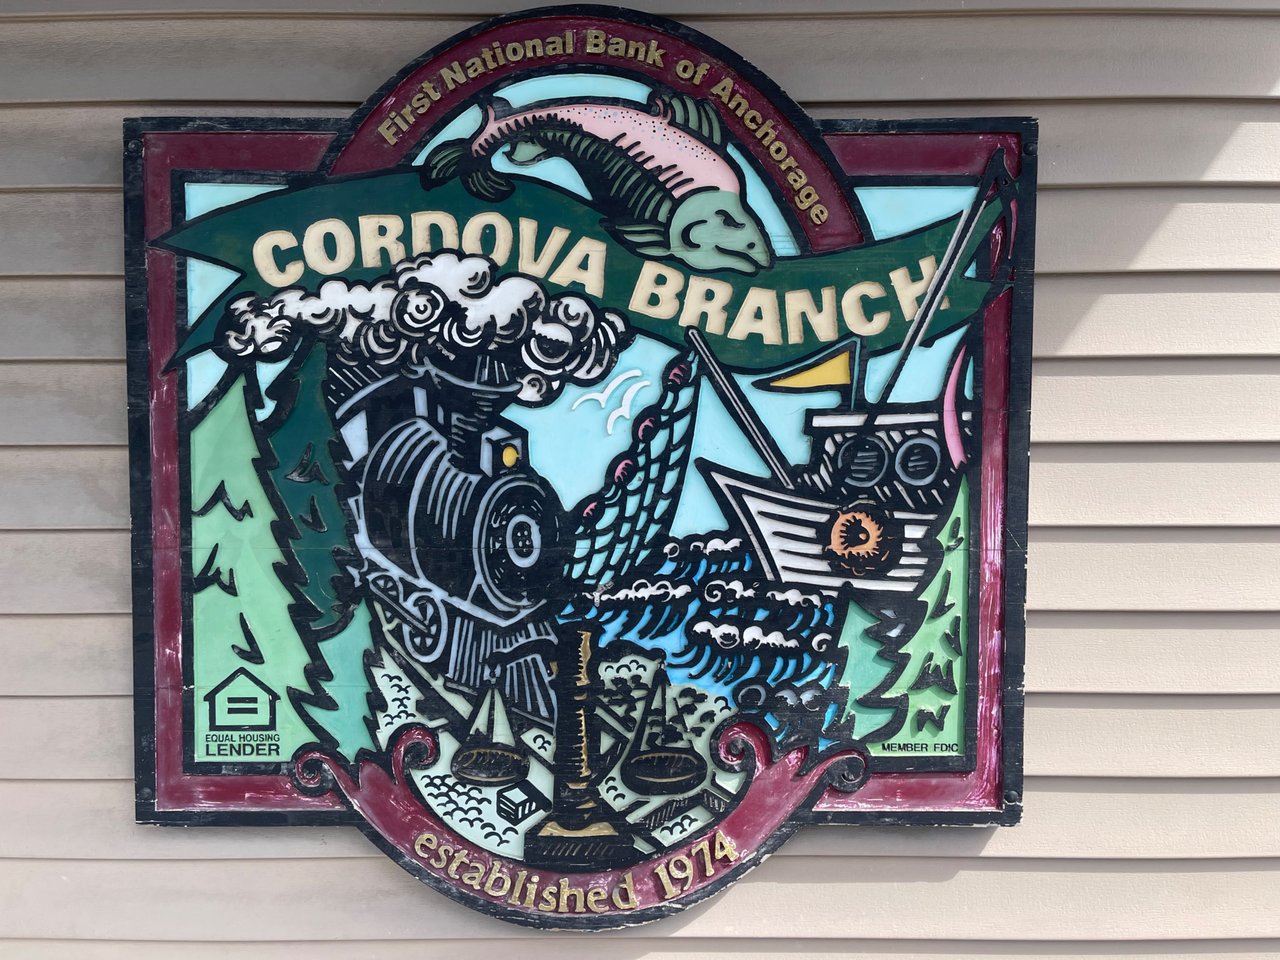 First National Bank of Anchorage
CORDOVA BRANCH
EQUAL HOUSING
LENDER
MEMBER FDIC
established 1974